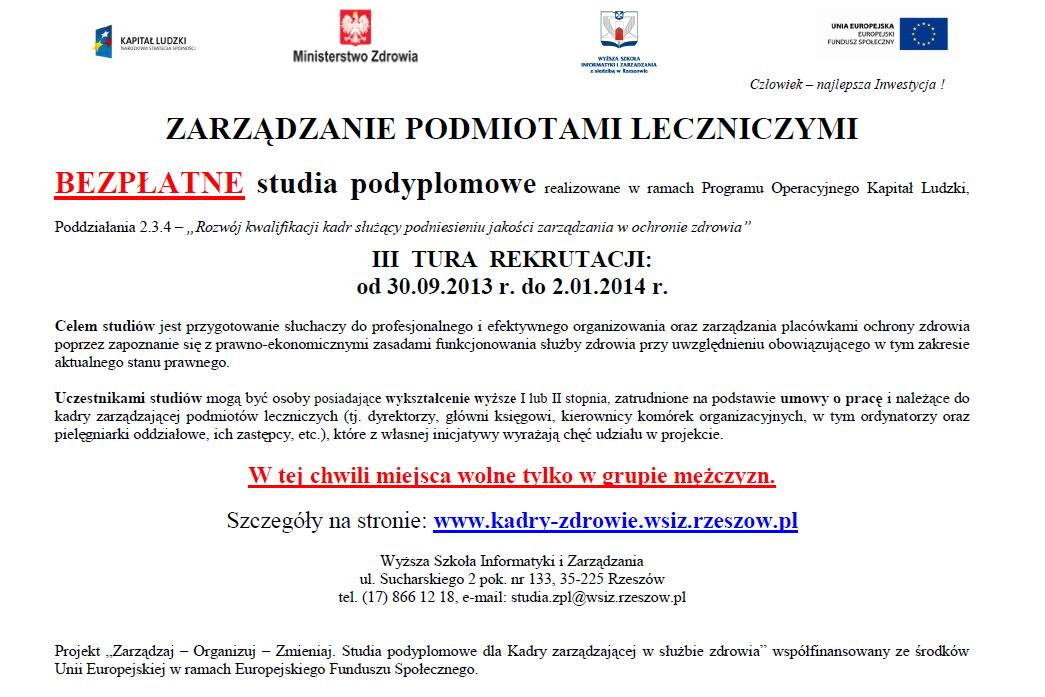 KAPITAŁ LUDZKI
NARODOWA STRATEGIA SPÓJNOŚCI
Ministerstwo Zdrowia
WYŻSZA SZKOŁA
INFORMATYKI I ZARZĄDZANIA
z siedzibą w Rzeszowie
UNIA EUROPEJSKA
EUROPEJSKI
FUNDUSZ SPOŁECZNY
Człowiek – najlepsza Inwestycja !
ZARZĄDZANIE PODMIOTAMI LECZNICZYMI
BEZPŁATNE studia podyplomowe realizowane w ramach Programu Operacyjnego Kapitał Ludzki,
Poddziałania 2.3.4 – „Rozwój kwalifikacji kadr służący podniesieniu jakości zarządzania w ochronie zdrowia”
III TURA REKRUTACJI:
od 30.09.2013 r. do 2.01.2014 r.
Celem studiów jest przygotowanie słuchaczy do profesjonalnego i efektywnego organizowania oraz zarządzania placówkami ochrony zdrowia
poprzez zapoznanie się z prawno-ekonomicznymi zasadami funkcjonowania służby zdrowia przy uwzględnieniu obowiązującego w tym zakresie
aktualnego stanu prawnego.
Uczestnikami studiów mogą być osoby posiadające wykształcenie wyższe I lub II stopnia, zatrudnione na podstawie umowy o pracę i należące do
kadry zarządzającej podmiotów leczniczych (tj. dyrektorzy, główni księgowi, kierownicy komórek organizacyjnych, w tym ordynatorzy oraz
pielęgniarki oddziałowe, ich zastępcy, etc.), które z własnej inicjatywy wyrażają chęć udziału w projekcie.
W tej chwili miejsca wolne tylko w grupie mężczyzn.
Szczegóły na stronie: www.kadry-zdrowie.wsiz.rzeszow.pl
Wyższa Szkoła Informatyki i Zarządzania
ul. Sucharskiego 2 pok. nr 133, 35-225 Rzeszów
tel. (17) 866 12 18, e-mail: studia.zpl@wsiz.rzeszow.pl
Projekt „Zarządzaj – Organizuj – Zmieniaj. Studia podyplomowe dla Kadry zarządzającej w służbie zdrowia” współfinansowany ze środków
Unii Europejskiej w ramach Europejskiego Funduszu Społecznego.